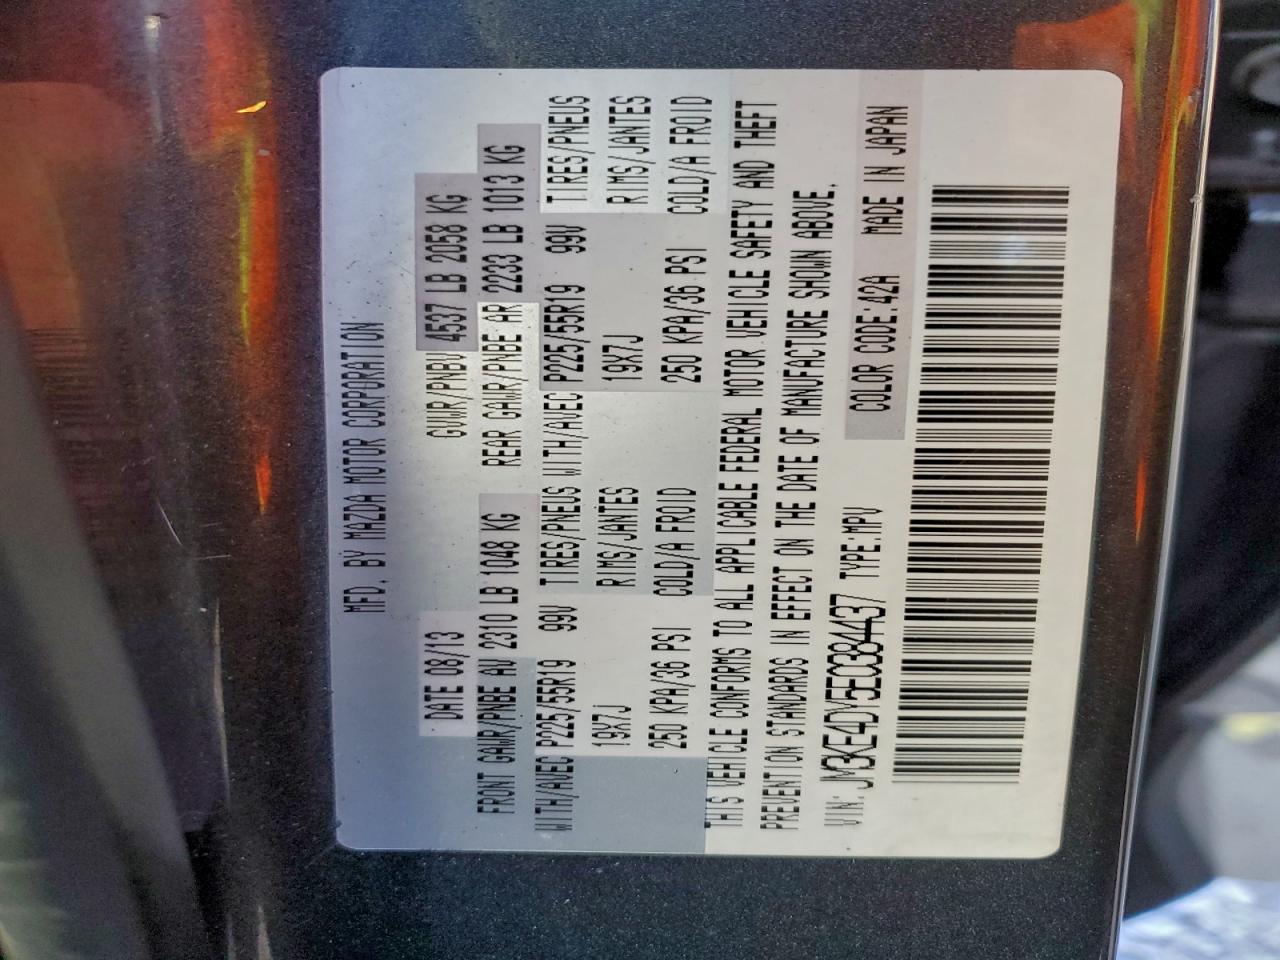 MFD. BY MAZDA MOTOR CORPORATION
DATE 08/13 GVWR/PNBV 4537 LB 2058 KG
FRONT GAWR/PNBE AV 2310 LB 1048 KG REAR GAWR/PNBE AR 2233 LB 1013 KG
WITH/AVEC P225/55R19 99V TIRES/PNEUS WITH/AVEC P225/55R19 99V TIRES/PNEUS
19X7J RIMS/JANTES 19X7J RIMS/JANTES
250 KPA/36 PSI COLD/A FROID 250 KPA/36 PSI COLD/A FROID
THIS VEHICLE CONFORMS TO ALL APPLICABLE FEDERAL MOTOR VEHICLE SAFETY AND THEFT
PREVENTION STANDARDS IN EFFECT ON THE DATE OF MANUFACTURE SHOWN ABOVE.
VIN: JM3KE4DY5E0384437 TYPE:MPV COLOR CODE:42A MADE IN JAPAN